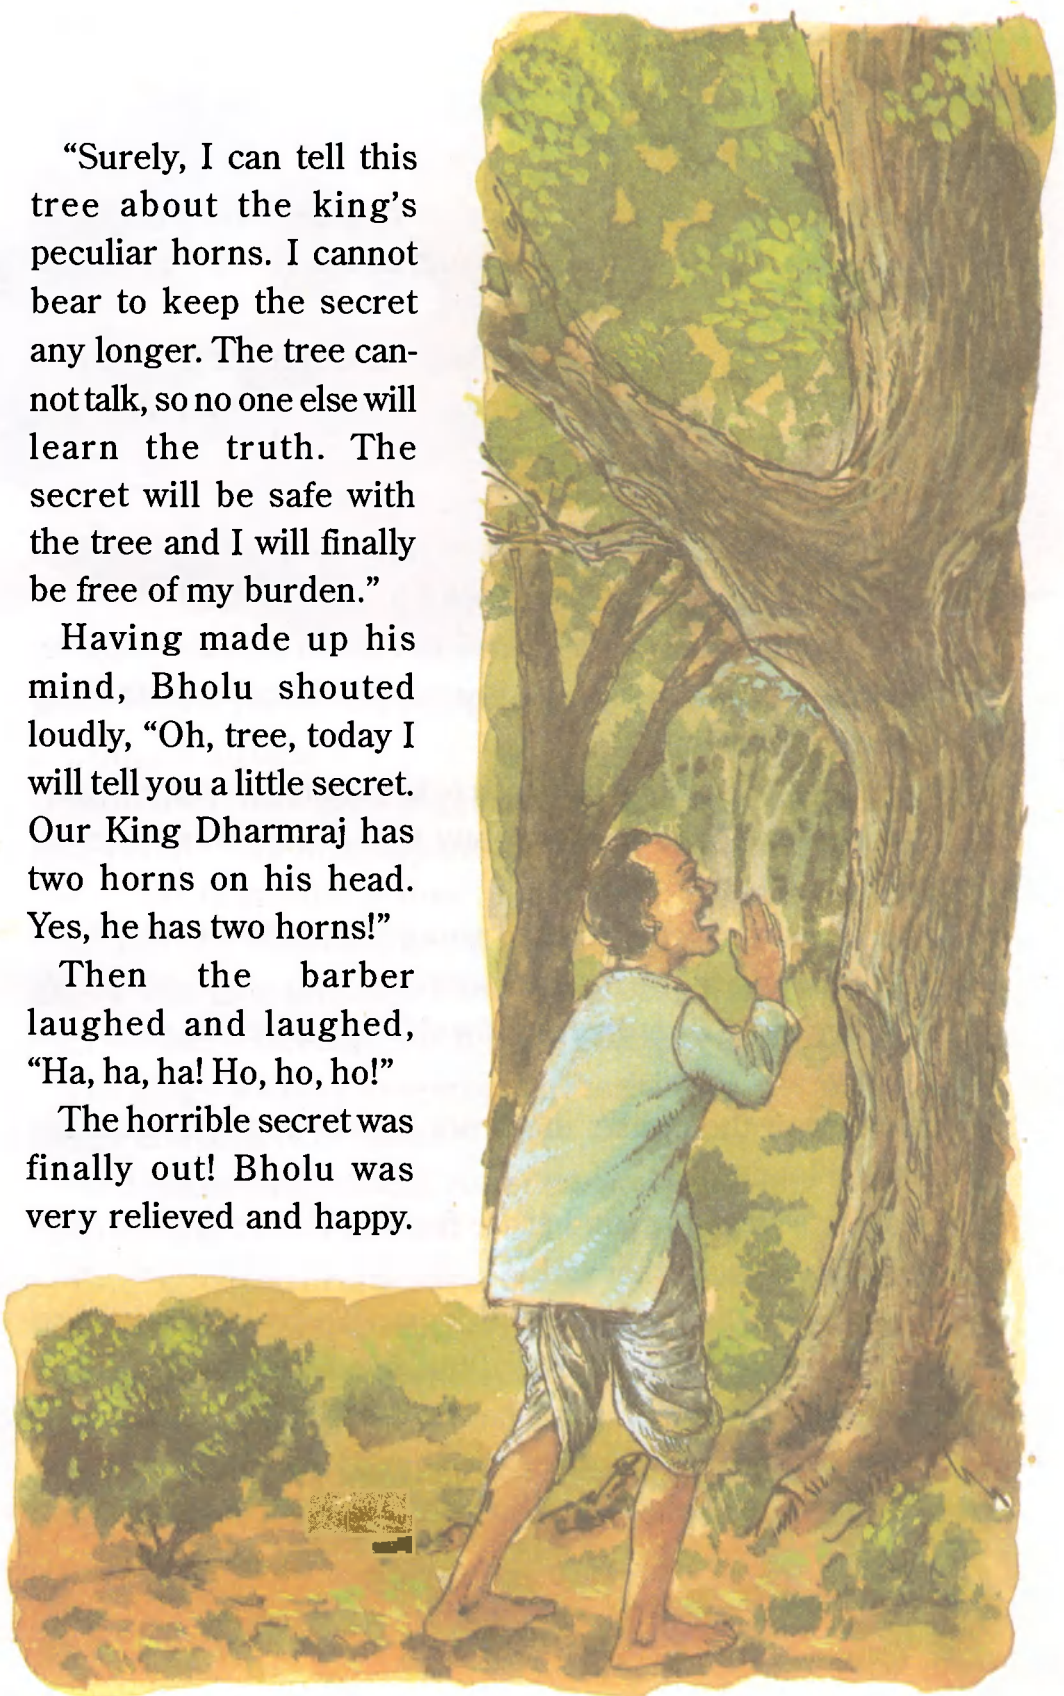 “Surely, I can tell this
tree about the king’s
peculiar horns. I cannot
bear to keep the secret
any longer. The tree can-
not talk, so no one else will
learn the truth. The
secret will be safe with
the tree and I will finally
be free of my burden.”
Having made up his
mind, Bholu shouted
loudly, “Oh, tree, today I
will tell you a little secret.
Our King Dharmraj has
two horns on his head.
Yes, he has two horns!”
Then the barber
laughed and laughed,
“Ha, ha, ha! Ho, ho, ho!”
The horrible secret was
finally out! Bholu was
very relieved and happy.